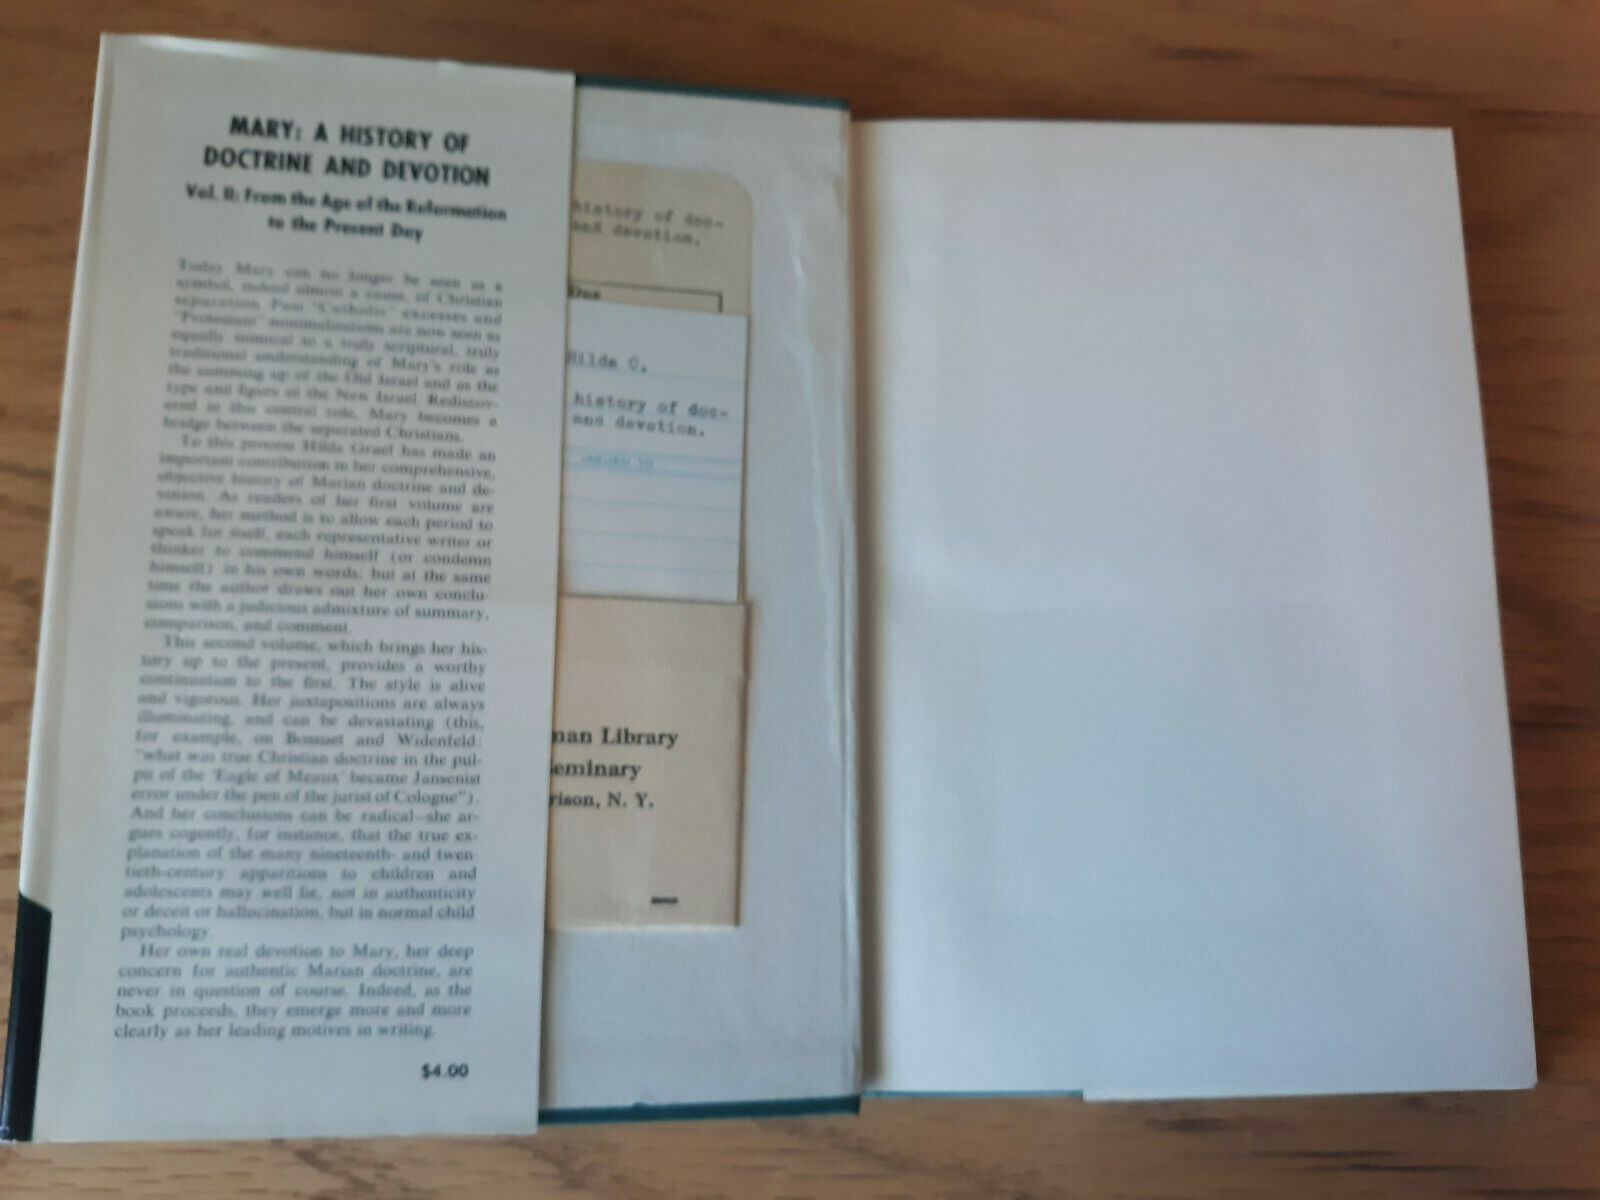 MARY: A HISTORY OF
DOCTRINE AND DEVOTION
Vol. II: From the Age of the Reformation
to the Present Day
Today Mary can no longer be seen as a
symbol, indeed almost a cause, of Christian
separation. Past "Catholic" excesses and
"Protestant" minimalizations are now seen as
equally inimical to a truly scriptural, truly
traditional understanding of Mary's role as
the summing up of the Old Israel and as the
type and figure of the New Israel. Rediscov-
ered in this central role, Mary becomes a
bridge between the separated Christians.
To this process Hilda Graef has made an
important contribution in her comprehensive,
objective history of Marian doctrine and de-
votion. As readers of her first volume are
aware, her method is to allow each period to
speak for itself, each representative writer or
thinker to commend himself (or condemn
himself) in his own words; but at the same
time the author draws out her own conclu-
sions with a judicious admixture of summary,
comparison, and comment.
This second volume, which brings her his-
tory up to the present, provides a worthy
continuation to the first. The style is alive
and vigorous. Her juxtapositions are always
illuminating, and can be devastating (this,
for example, on Bossuet and Widenfeld:
"what was true Christian doctrine in the pul-
pit of the 'Eagle of Meaux' became Jansenist
error under the pen of the jurist of Cologne").
And her conclusions can be radical—she ar-
gues cogently, for instance, that the true ex-
planation of the many nineteenth- and twen
tieth-century apparitions to children and
adolescents may well lie, not in authenticity
or deceit or hallucination, but in normal child
psychology.
Her own real devotion to Mary, her deep
concern for authentic Marian doctrine, are
never in question of course. Indeed, as the
book proceeds, they emerge more and more
clearly as her leading motives in writing.
$4.00
history of doc-
and devotion.
Due
Hilda C.
history of doc-
and devotion.
ISSUED TO
man Library
eminary
rison, N. Y.